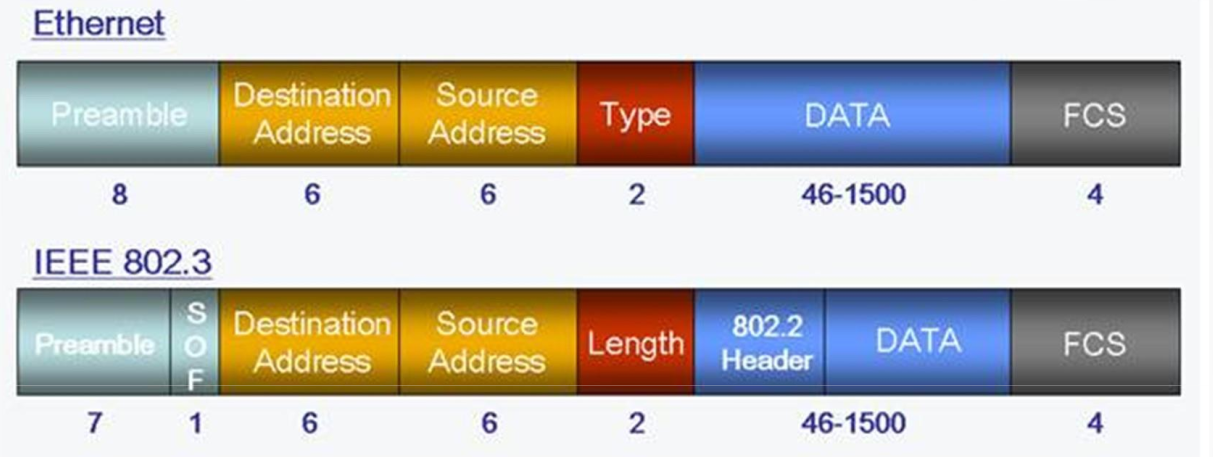 Ethernet
Preamble
Destination
Address
Source
Address
Type
DATA
FCS
8
6
6
2
46-1500
4
IEEE 802.3
Preamble
S
O
F
Destination
Address
Source
Address
Length
802.2
Header
DATA
FCS
7
1
6
6
2
46-1500
4